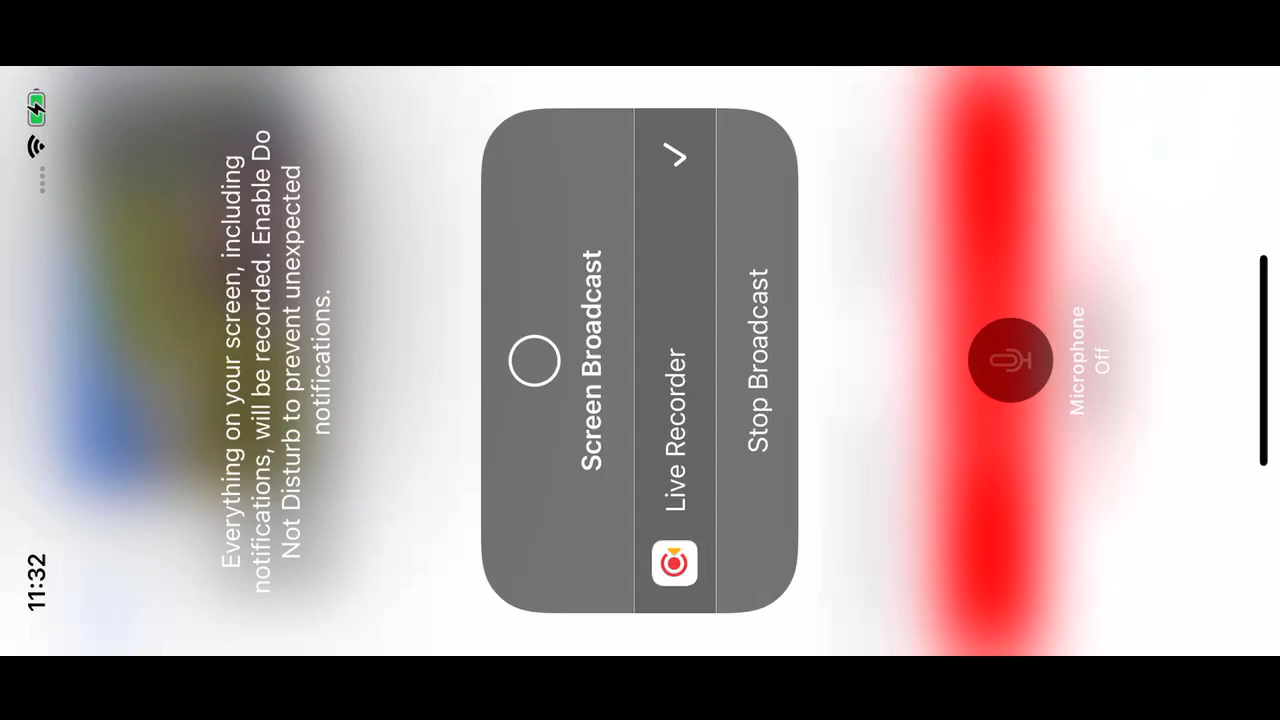 11:32
Everything on your screen, including
notifications, will be recorded. Enable Do
Not Disturb to prevent unexpected
notifications.
Screen Broadcast
Live Recorder
Stop Broadcast
Microphone
Off